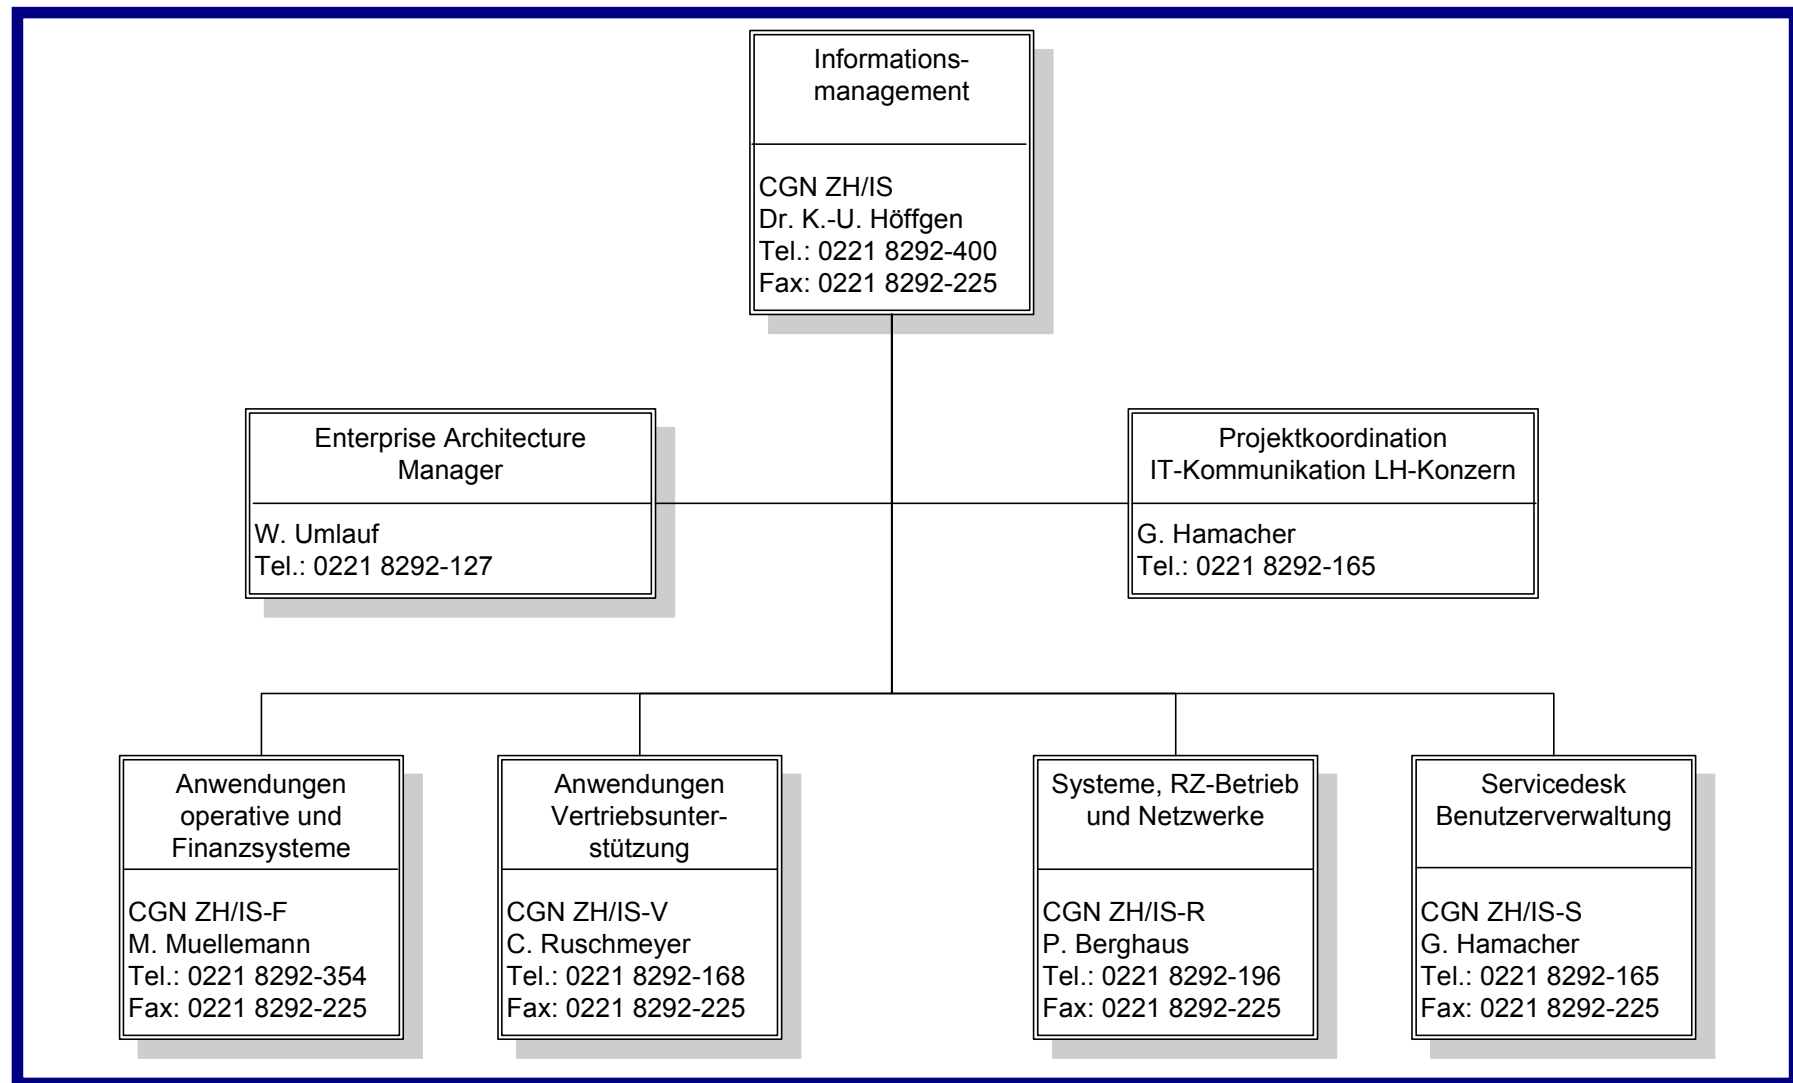 Informations-
management
CGN ZH/IS
Dr. K.-U. Höffgen
Tel.: 0221 8292-400
Fax: 0221 8292-225
Enterprise Architecture
Manager
W. Umlauf
Tel.: 0221 8292-127
Projektkoordination
IT-Kommunikation LH-Konzern
G. Hamacher
Tel.: 0221 8292-165
Anwendungen
operative und
Finanzsysteme
CGN ZH/IS-F
M. Muellemann
Tel.: 0221 8292-354
Fax: 0221 8292-225
Anwendungen
Vertriebsunter-
stützung
CGN ZH/IS-V
C. Ruschmeyer
Tel.: 0221 8292-168
Fax: 0221 8292-225
Systeme, RZ-Betrieb
und Netzwerke
CGN ZH/IS-R
P. Berghaus
Tel.: 0221 8292-196
Fax: 0221 8292-225
Servicedesk
Benutzerverwaltung
CGN ZH/IS-S
G. Hamacher
Tel.: 0221 8292-165
Fax: 0221 8292-225